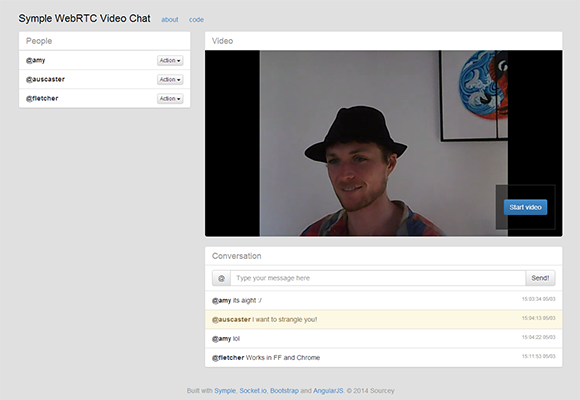 Symple WebRTC Video Chat about code
People
@amy Action
@auscaster Action
@fletcher Action
Video
Start video
Conversation
@ Type your message here Send!
@amy its aight :/ 15:03:34 05/03
@auscaster I want to strangle you! 15:04:13 05/03
@amy lol 15:04:22 05/03
@fletcher Works in FF and Chrome 15:11:53 05/03
Built with Symple, Socket.io, Bootstrap and AngularJS. © 2014 Sourcey